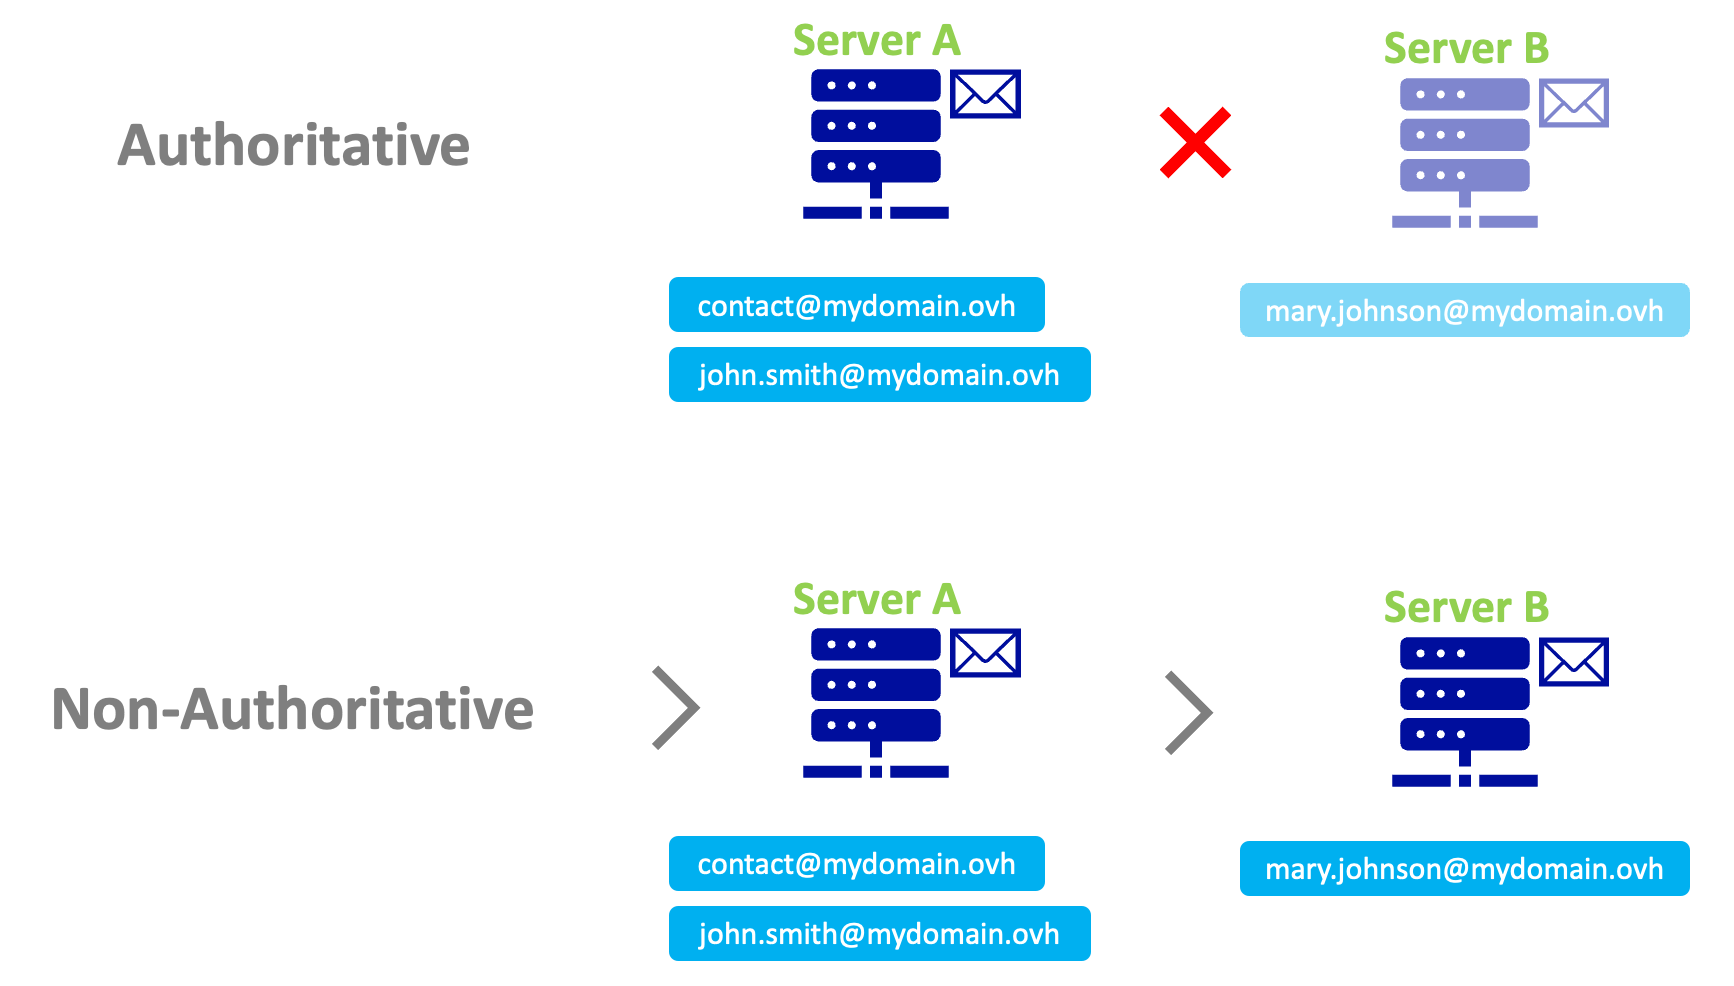 Server A
Server B
Authoritative
contact@mydomain.ovh
mary.johnson@mydomain.ovh
john.smith@mydomain.ovh
Server A
Server B
Non-Authoritative
contact@mydomain.ovh
mary.johnson@mydomain.ovh
john.smith@mydomain.ovh